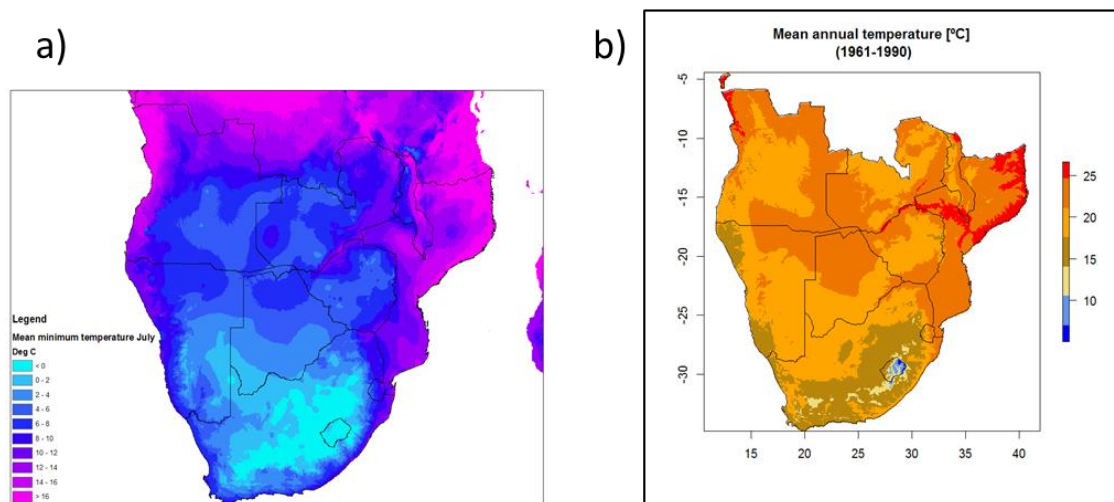 a)
Legend
Mean minimum temperature July
Deg C
< 0
0 - 2
2 - 4
4 - 6
6 - 8
8 - 10
10 - 12
12 - 14
14 - 16
> 16
b)
Mean annual temperature [ºC]
(1961-1990)
-5
-10
-15
-20
-25
-30
15 20 25 30 35 40
25
20
15
10